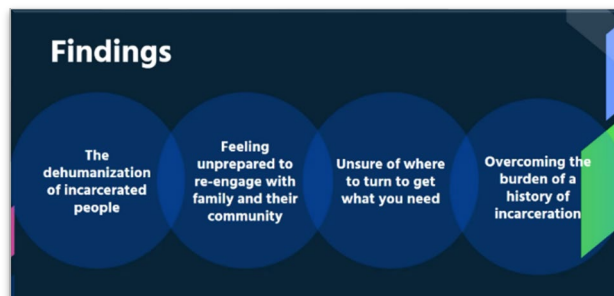 Findings
The
dehumanization
of incarcerated
people
Feeling
unprepared to
re-engage with
family and their
community
Unsure of where
to turn to get
what you need
Overcoming the
burden of a
history of
incarceration